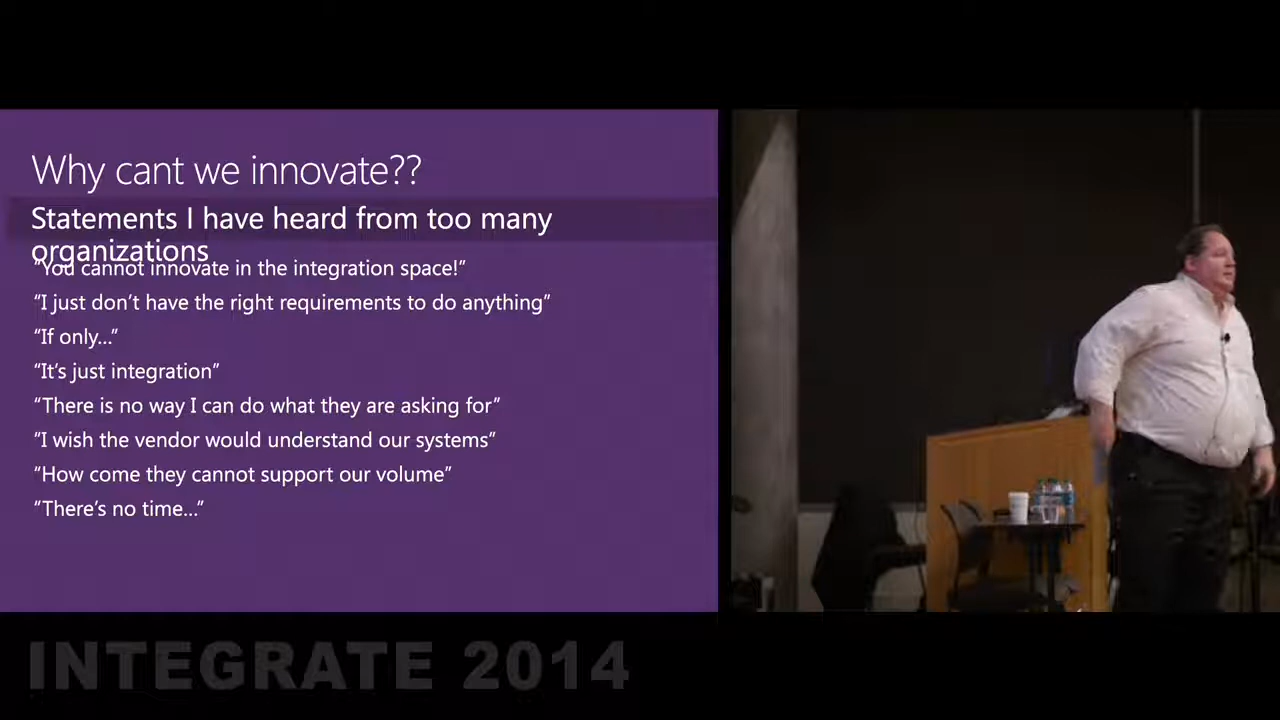 Why cant we innovate??
Statements I have heard from too many
organizations
“You cannot innovate in the integration space!”
“I just don’t have the right requirements to do anything”
“If only...”
“It’s just integration”
“There is no way I can do what they are asking for”
“I wish the vendor would understand our systems”
“How come they cannot support our volume”
“There’s no time...”
INTEGRATE 2014